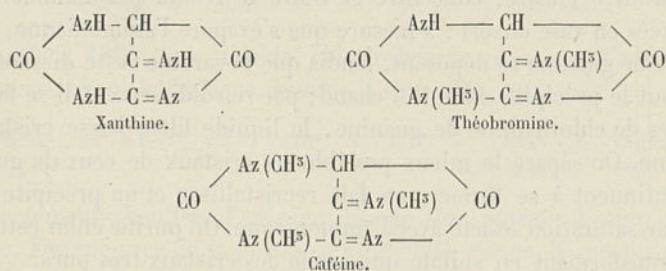 AzH – CH ——— AzH ——— CH ———
CO C = AzH CO CO C = Az (CH³) CO
AzH – C = Az — Az (CH³) – C = Az ——
Xanthine. Théobromine.
Az (CH³) – CH ———
CO C = Az (CH³) CO
Az (CH³) – C = Az ——
Caféine.